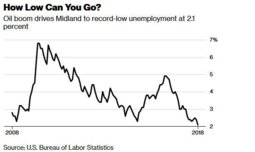 How Low Can You Go?
Oil boom drives Midland to record-low unemployment at 2.1
percent
7%
6
5
4
3
2
2008 2018
Source: U.S. Bureau of Labor Statistics